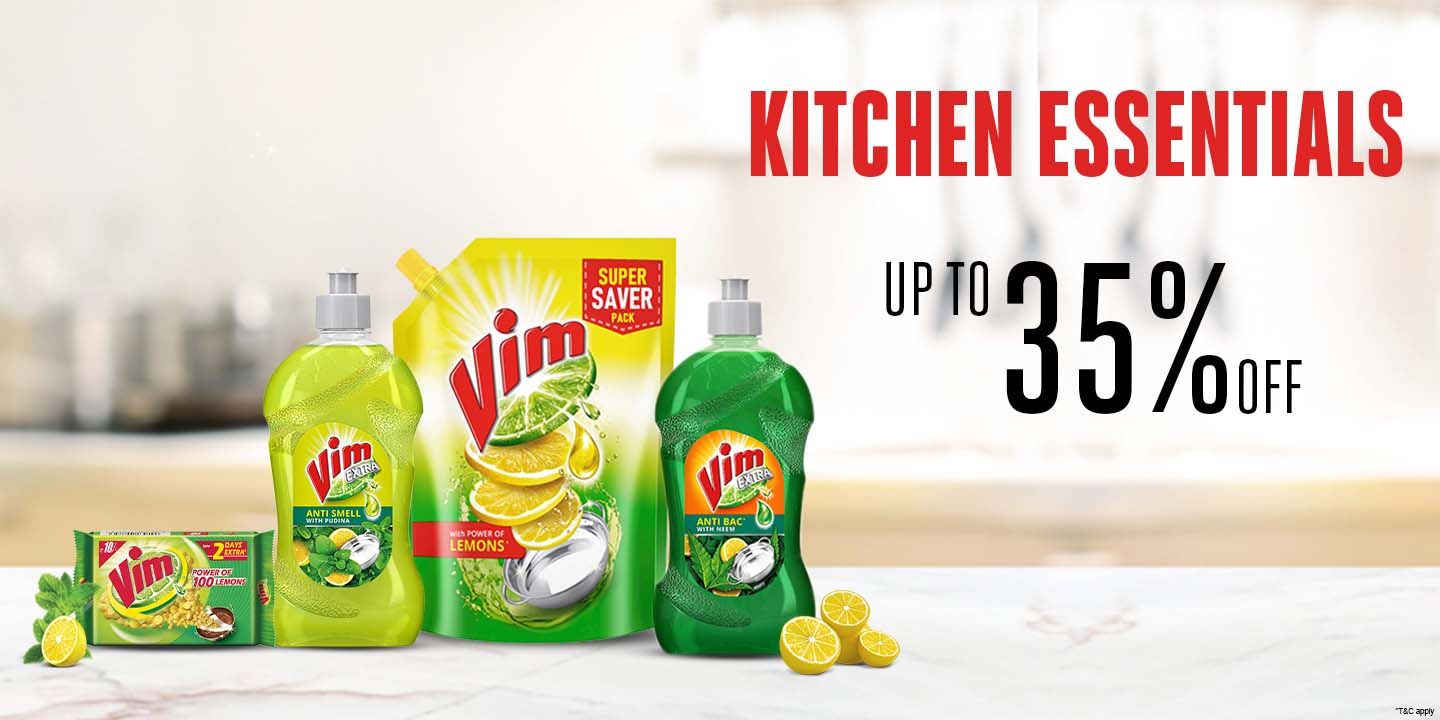 KITCHEN ESSENTIALS
UP TO 35% OFF
SUPER
SAVER
PACK
Vim
with POWER of
LEMONS*
Vim
EXTRA
ANTI SMELL
WITH PUDINA
Vim
EXTRA
ANTI BAC*
WITH NEEM
₹10/-
2 DAYS
EXTRA*
Vim
POWER OF
100 LEMONS
*T&C apply